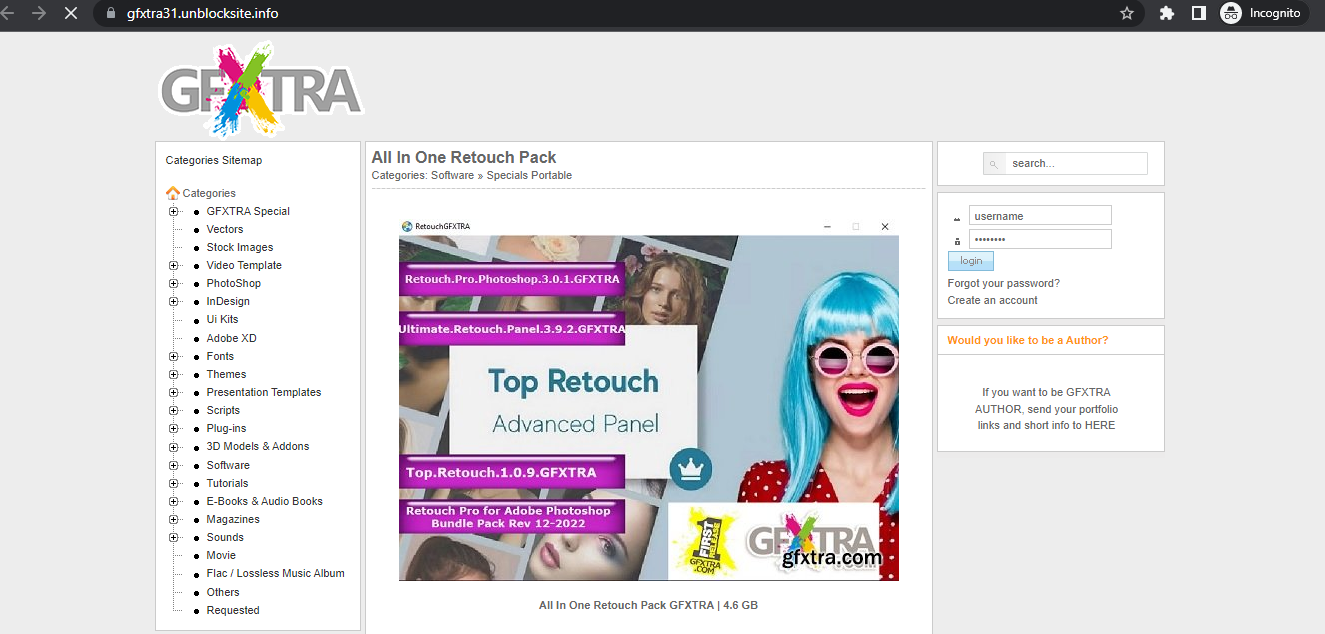 gfxtra31.unblocksite.info
Incognito
GFXTRA
Categories Sitemap
Categories
GFXTRA Special
Vectors
Stock Images
Video Template
PhotoShop
InDesign
Ui Kits
Adobe XD
Fonts
Themes
Presentation Templates
Scripts
Plug-ins
3D Models & Addons
Software
Tutorials
E-Books & Audio Books
Magazines
Sounds
Movie
Flac / Lossless Music Album
Others
Requested
All In One Retouch Pack
Categories: Software » Specials Portable
RetouchGFXTRA
Retouch.Pro.Photoshop.3.0.1.GFXTRA
Ultimate.Retouch.Panel.3.9.2.GFXTRA
Top Retouch
Advanced Panel
Top.Retouch.1.0.9.GFXTRA
Retouch Pro for Adobe Photoshop
Bundle Pack Rev 12-2022
1
FIRST
RELEASE
GFXTRA
.COM
GFXTRA
gfxtra.com
All In One Retouch Pack GFXTRA | 4.6 GB
search...
username
••••••••
login
Forgot your password?
Create an account
Would you like to be a Author?
If you want to be GFXTRA
AUTHOR, send your portfolio
links and short info to HERE